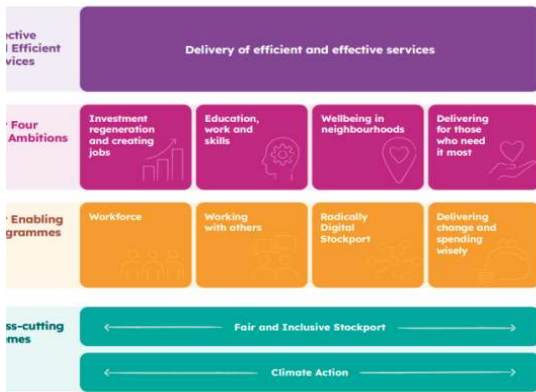 ective
l Efficient
vices
Delivery of efficient and effective services
Four
Ambitions
Investment
regeneration
and creating
jobs
Education,
work and
skills
Wellbeing in
neighbourhoods
Delivering
for those
who need
it most
Enabling
grammes
Workforce
Working
with others
Radically
Digital
Stockport
Delivering
change and
spending
wisely
ss-cutting
emes
Fair and Inclusive Stockport
Climate Action